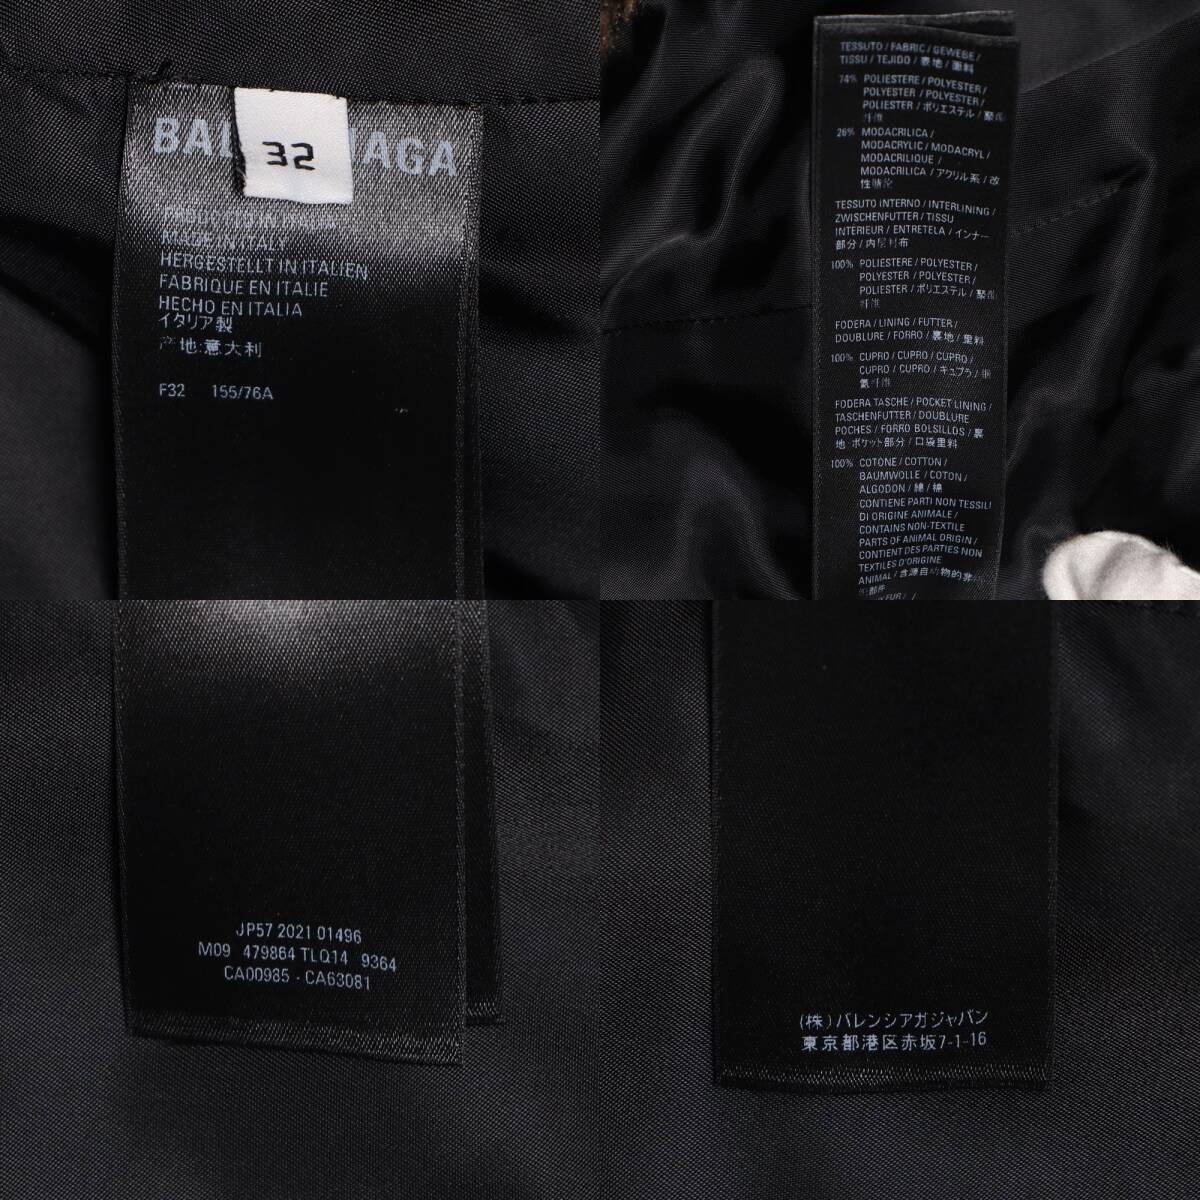 32
PRODOTTO IN ITALIA
MADE IN ITALY
HERGESTELLT IN ITALIEN
FABRIQUE EN ITALIE
HECHO EN ITALIA
イタリア製
产地:意大利
F32 155/76A
TESSUTO / FABRIC / GEWEBE /
TISSU / TEJIDO / 表地 / 面料
74% POLIESTERE / POLYESTER /
POLYESTER / POLYESTER /
POLIESTER / ポリエステル / 聚酯
纤维
26% MODACRILICA /
MODACRYLIC / MODACRYL /
MODACRILIQUE /
MODACRILICA / アクリル系 / 改
性腈纶
TESSUTO INTERNO / INTERLINING /
ZWISCHENFUTTER / TISSU
INTÉRIEUR / ENTRETELA / インナー
部分 / 内层衬布
100% POLIESTERE / POLYESTER /
POLYESTER / POLYESTER /
POLIESTER / ポリエステル / 聚酯
纤维
FODERA / LINING / FUTTER /
DOUBLURE / FORRO / 裏地 / 里料
100% CUPRO / CUPRO / CUPRO /
CUPRO / CUPRO / キュプラ / 铜
氨纤维
FODERA TASCHE / POCKET LINING /
TASCHENFUTTER / DOUBLURE
POCHES / FORRO BOLSILLOS / 裏
地 ポケット部分 / 口袋里料
100% COTONE / COTTON /
BAUMWOLLE / COTON /
ALGODON / 綿 / 棉
CONTIENE PARTI NON TESSILI
DI ORIGINE ANIMALE /
CONTAINS NON-TEXTILE
PARTS OF ANIMAL ORIGIN /
CONTIENT DES PARTIES NON
TEXTILES D'ORIGINE
ANIMALE / 含源自动物的非
JP57 2021 01496
M09 479864 TLQ14 9364
CA00985 - CA63081
(株)バレンシアガジャパン
東京都港区赤坂7-1-16